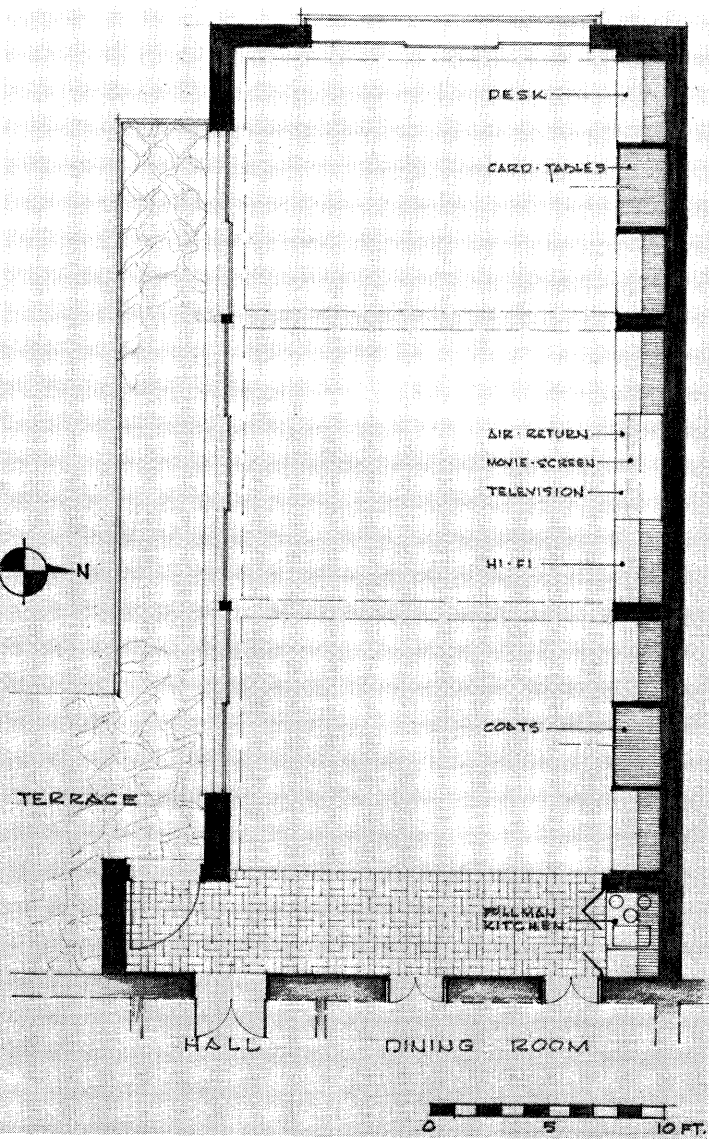 DESK
CARD·TABLES
AIR·RETURN
MOVIE·SCREEN
TELEVISION
N
HI-FI
COATS
TERRACE
PULLMAN
KITCHEN
HALL
DINING ROOM
0 5 10 FT.